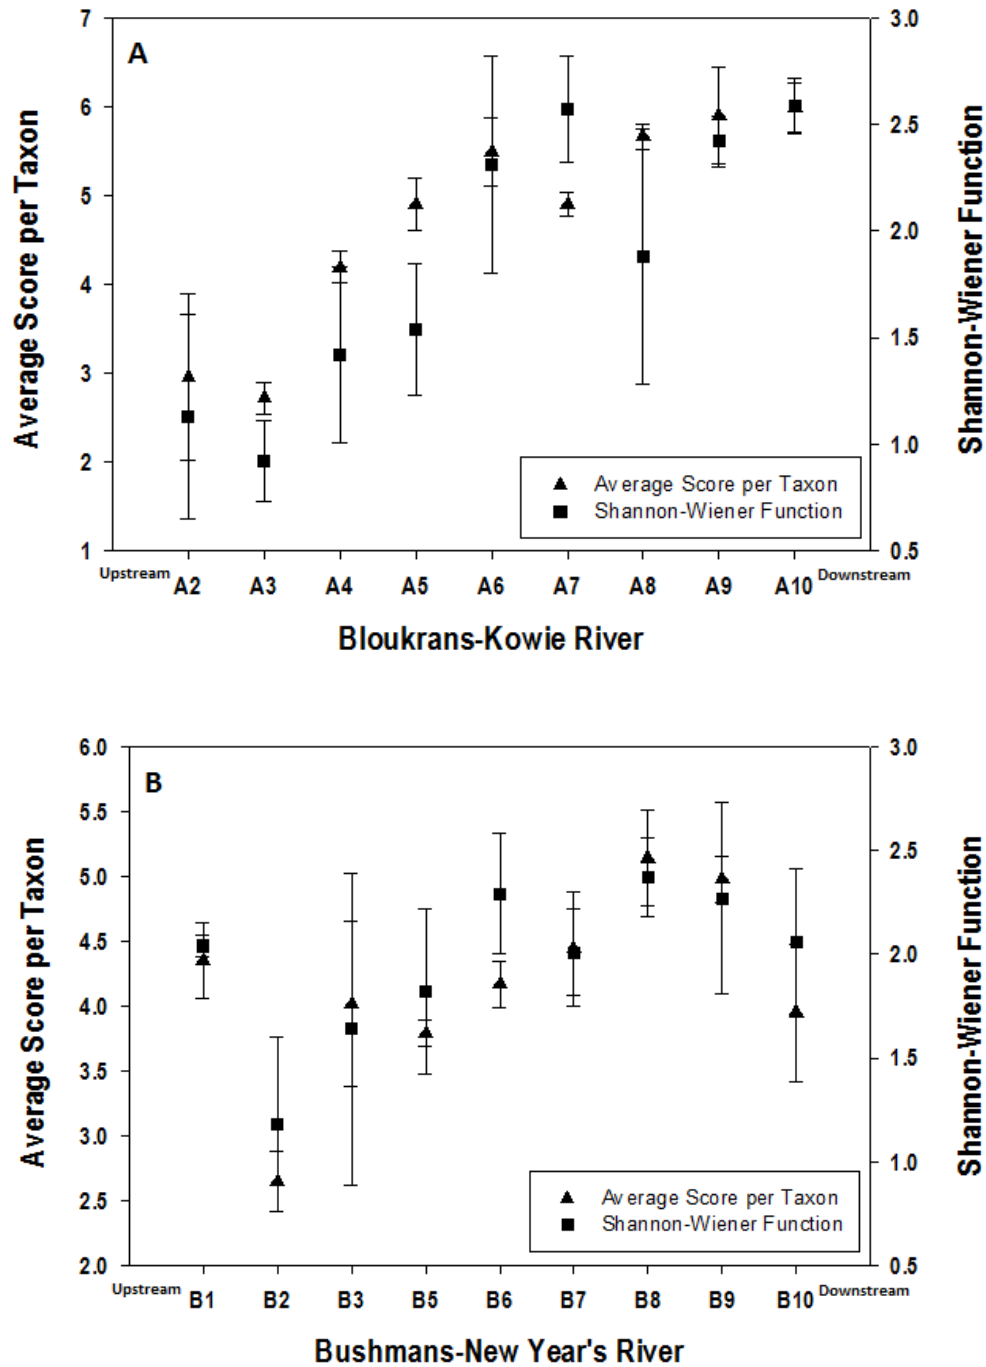 A
7
6
5
4
3
2
1
Average Score per Taxon
3.0
2.5
2.0
1.5
1.0
0.5
Shannon-Wiener Function
Average Score per Taxon
Shannon-Wiener Function
Upstream
A2 A3 A4 A5 A6 A7 A8 A9 A10
Downstream
Bloukrans-Kowie River
B
6.0
5.5
5.0
4.5
4.0
3.5
3.0
2.5
2.0
Average Score per Taxon
3.0
2.5
2.0
1.5
1.0
0.5
Shannon-Wiener Function
Average Score per Taxon
Shannon-Wiener Function
Upstream
B1 B2 B3 B5 B6 B7 B8 B9 B10
Downstream
Bushmans-New Year's River